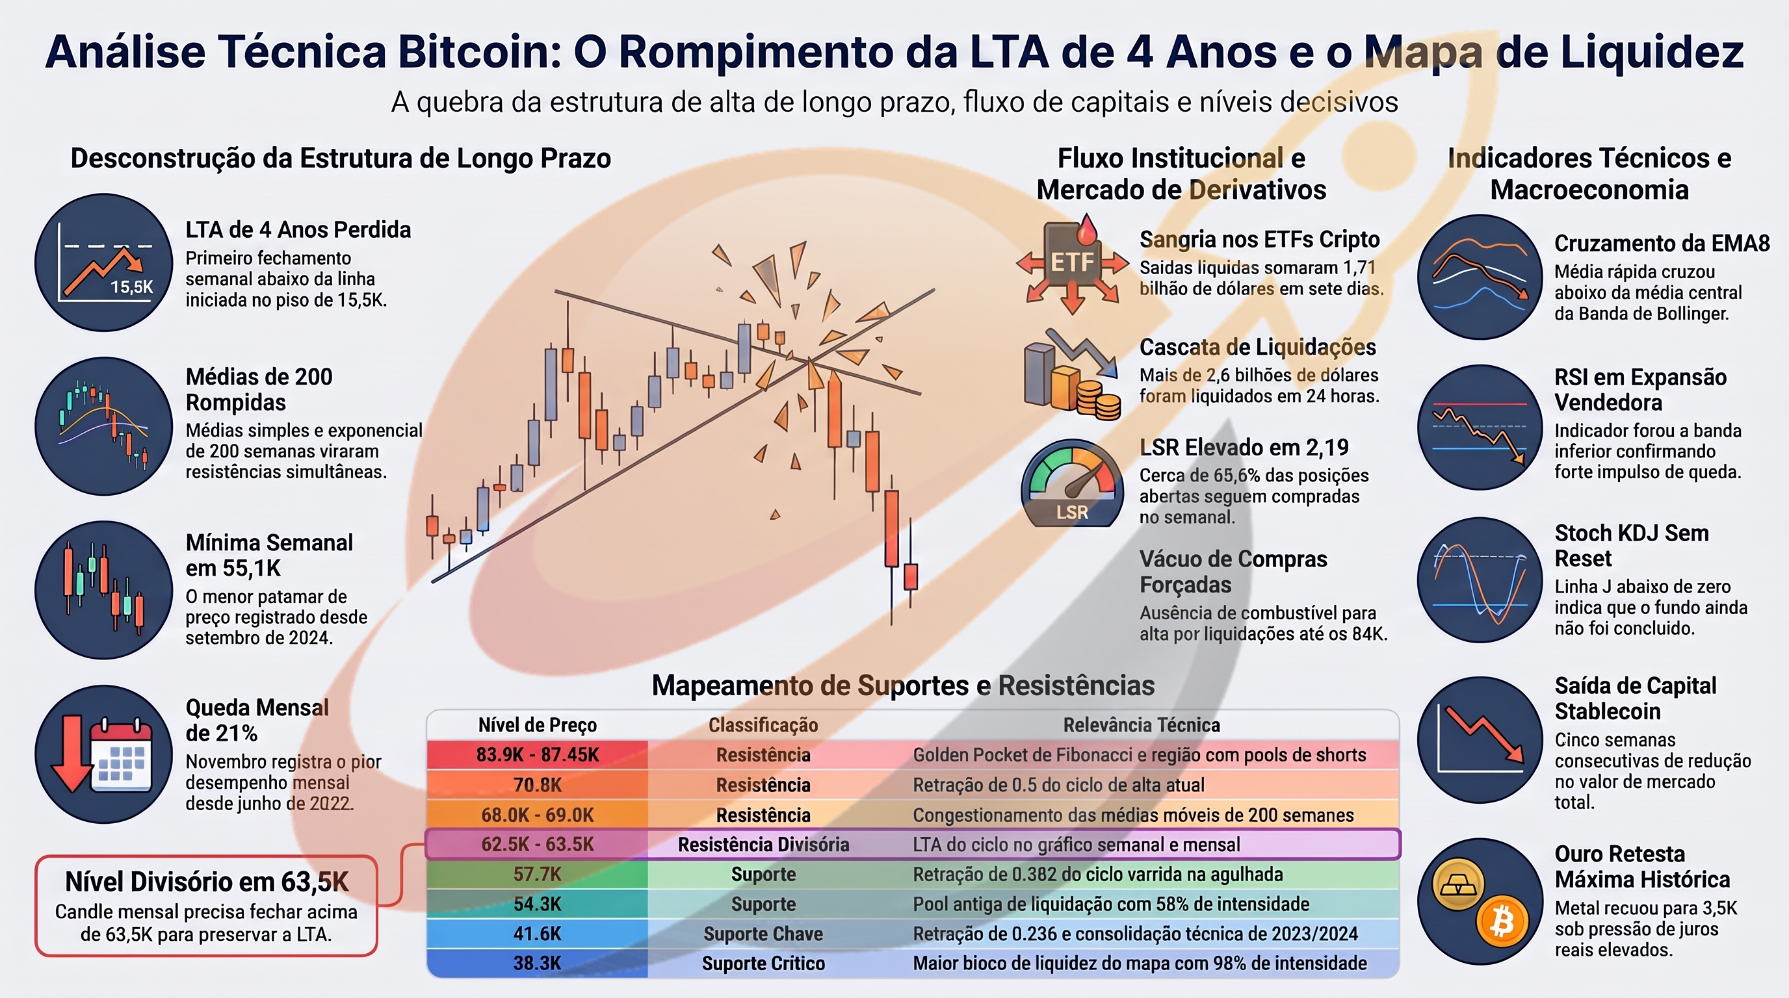 Análise Técnica Bitcoin: O Rompimento da LTA de 4 Anos e o Mapa de Liquidez
A quebra da estrutura de alta de longo prazo, fluxo de capitais e níveis decisivos
Desconstrução da Estrutura de Longo Prazo
15,5K
LTA de 4 Anos Perdida
Primeiro fechamento
semanal abaixo da linha
iniciada no piso de 15,5K.
Médias de 200
Rompidas
Médias simples e exponencial
de 200 semanas viraram
resistências simultâneas.
Mínima Semanal
em 55,1K
O menor patamar de
preço registrado desde
setembro de 2024.
Queda Mensal
de 21%
Novembro registra o pior
desempenho mensal
desde junho de 2022.
Nível Divisório em 63,5K
Candle mensal precisa fechar acima
de 63,5K para preservar a LTA.
Fluxo Institucional e
Mercado de Derivativos
ETF
Sangria nos ETFs Cripto
Saidas liquidas somaram 1,71
bilhão de dólares em sete dias.
Cascata de Liquidações
Mais de 2,6 bilhões de dólares
foram liquidados em 24 horas.
LSR
LSR Elevado em 2,19
Cerca de 65,6% das posições
abertas seguem compradas
no semanal.
Vácuo de Compras
Forçadas
Ausência de combustível para
alta por liquidações até os 84K.
Indicadores Técnicos e
Macroeconomia
Cruzamento da EMA8
Média rápida cruzou
aboixo da média central
da Banda de Bollinger.
RSI em Expansão
Vendedora
Indicador forou a banda
inferior confirmando
forte impulso de queda.
Stoch KDJ Sem
Reset
Linha J abaixo de zero
indica que o fundo ainda
não foi concluido.
Saída de Capital
Stablecoin
Cinco semanas
consecutivas de redução
no valor de mercado
total.
Ouro Retesta
Máxima Histórica
Metal recuou para 3,5K
sob pressão de juros
reais elevados.
Mapeamento de Suportes e Resistências
Nível de Preço Classificação Relevância Técnica
83.9K - 87.45K Resistência Golden Pocket de Fibonacci e região com pools de shorts
70.8K Resistência Retração de 0.5 do ciclo de alta atual
68.0K - 69.0K Resistência Congestionamento das médias móveis de 200 semanes
62.5K - 63.5K Resistência Divisória LTA do ciclo no gráfico semanal e mensal
57.7K Suporte Retração de 0.382 do ciclo varrida na agulhada
54.3K Suporte Pool antiga de liquidação com 58% de intensidade
41.6K Suporte Chave Retração de 0.236 e consolidação técnica de 2023/2024
38.3K Suporte Crítico Maior bioco de liquidez do mapa com 98% de intensidade